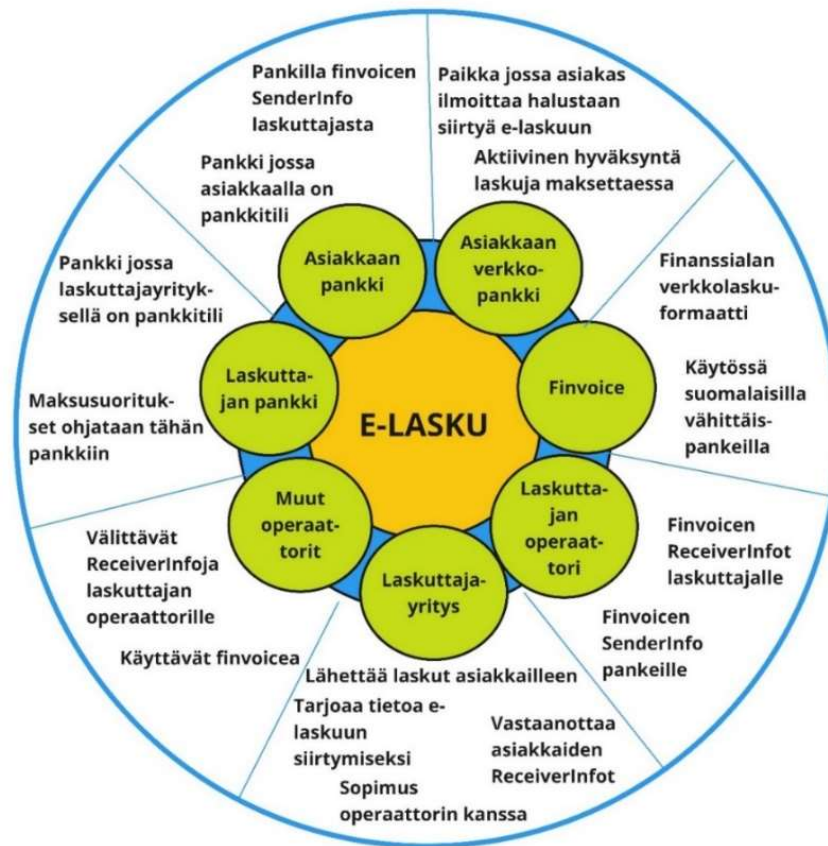 Pankilla finvoicen
SenderInfo
laskuttajasta
Pankki jossa
asiakkaalla on
pankkitili
Paikka jossa asiakas
ilmoittaa halustaan
siirtyä e-laskuun
Aktiivinen hyväksyntä
laskuja maksettaessa
Asiakkaan
pankki
Asiakkaan
verkko-
pankki
Pankki jossa
laskuttajayrityk-
sellä on pankkitili
Maksusuorituk-
set ohjataan tähän
pankkiin
Laskutta-
jan pankki
E-LASKU
Finvoice
Finanssialan
verkkolasku-
formaatti
Käytössä
suomalaisilla
vähittäis-
pankeilla
Muut
operaat-
torit
Välittävät
ReceiverInfoja
laskuttajan
operaattorille
Käyttävät finvoicea
Laskuttaja-
yritys
Laskutta-
jan
operaat-
tori
Finvoicen
ReceiverInfot
laskuttajalle
Finvoicen
SenderInfo
pankeille
Lähettää laskut asiakkailleen
Tarjoaa tietoa e-
laskuun
siirtymiseksi
Vastaanottaa
asiakkaiden
ReceiverInfot
Sopimus
operaattorin kanssa